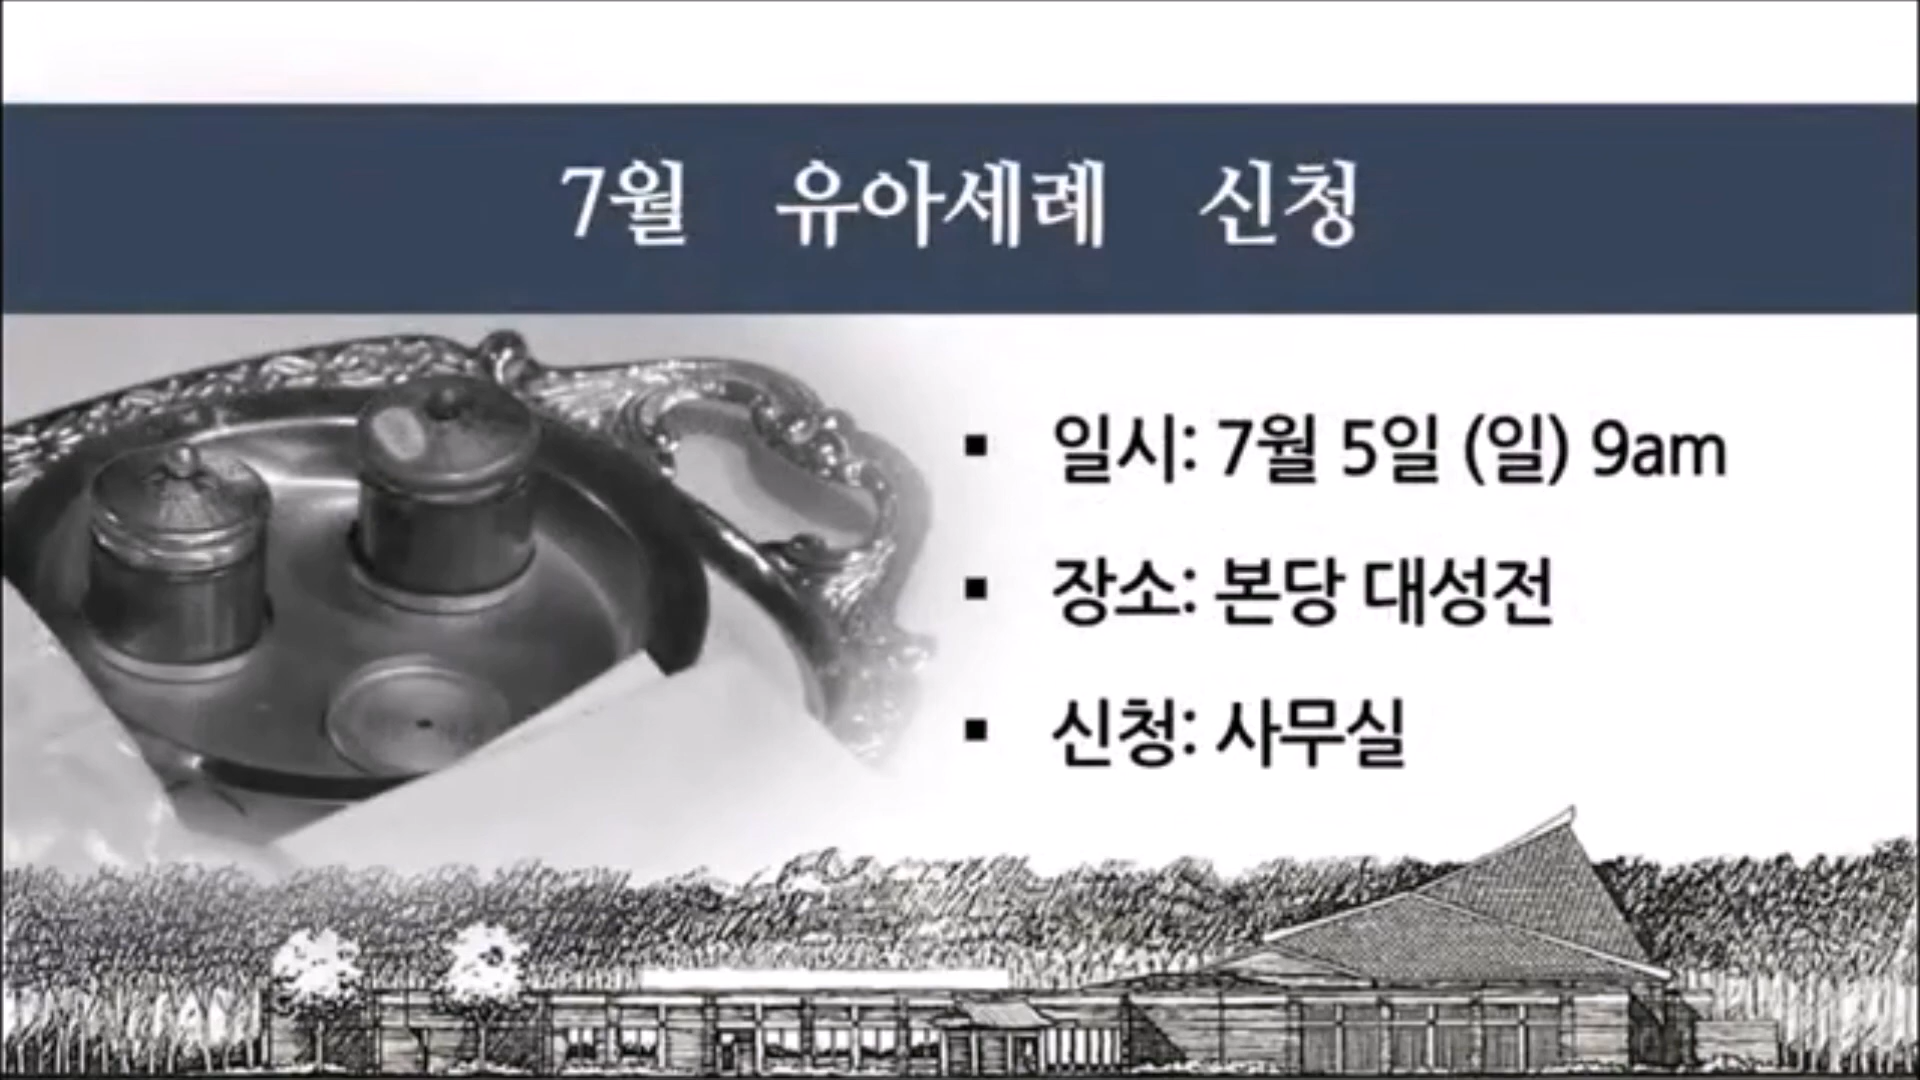 7월 유아세례 신청
▪ 일시: 7월 5일 (일) 9am
▪ 장소: 본당 대성전
▪ 신청: 사무실